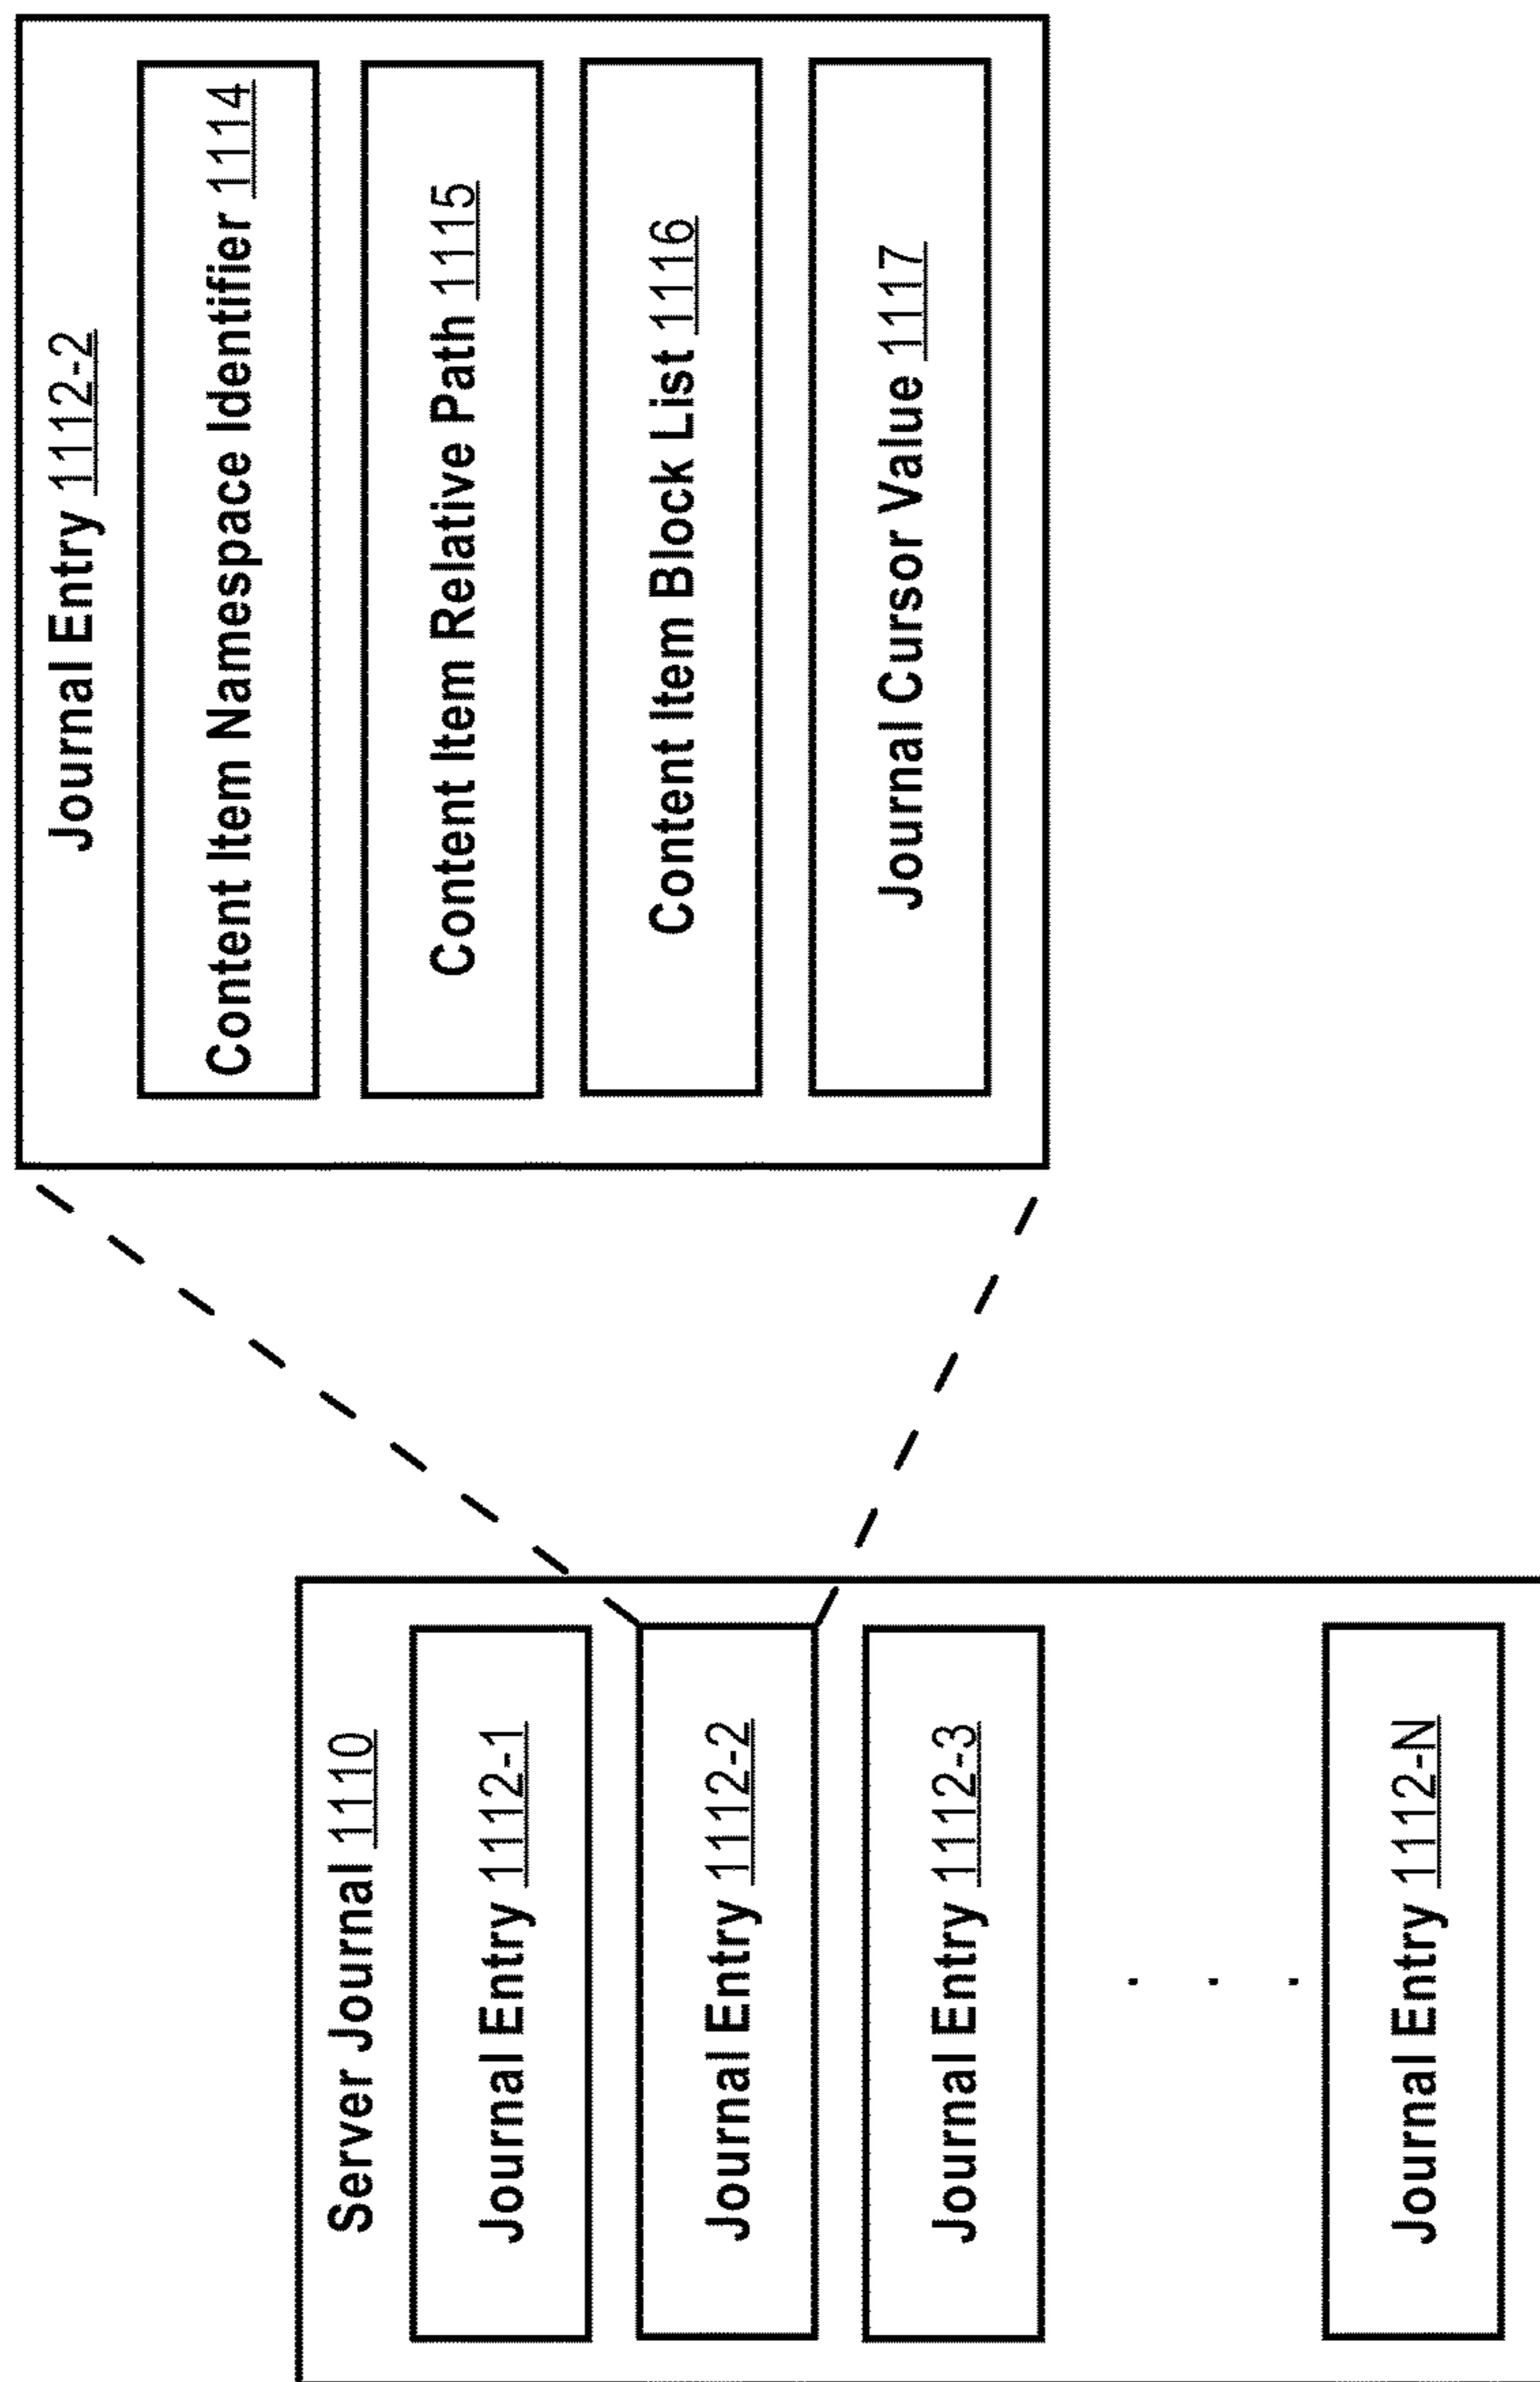 Server Journal 1110
Journal Entry 1112-1
Journal Entry 1112-2
Journal Entry 1112-3
. . .
Journal Entry 1112-N
Journal Entry 1112-2
Content Item Namespace Identifier 1114
Content Item Relative Path 1115
Content Item Block List 1116
Journal Cursor Value 1117